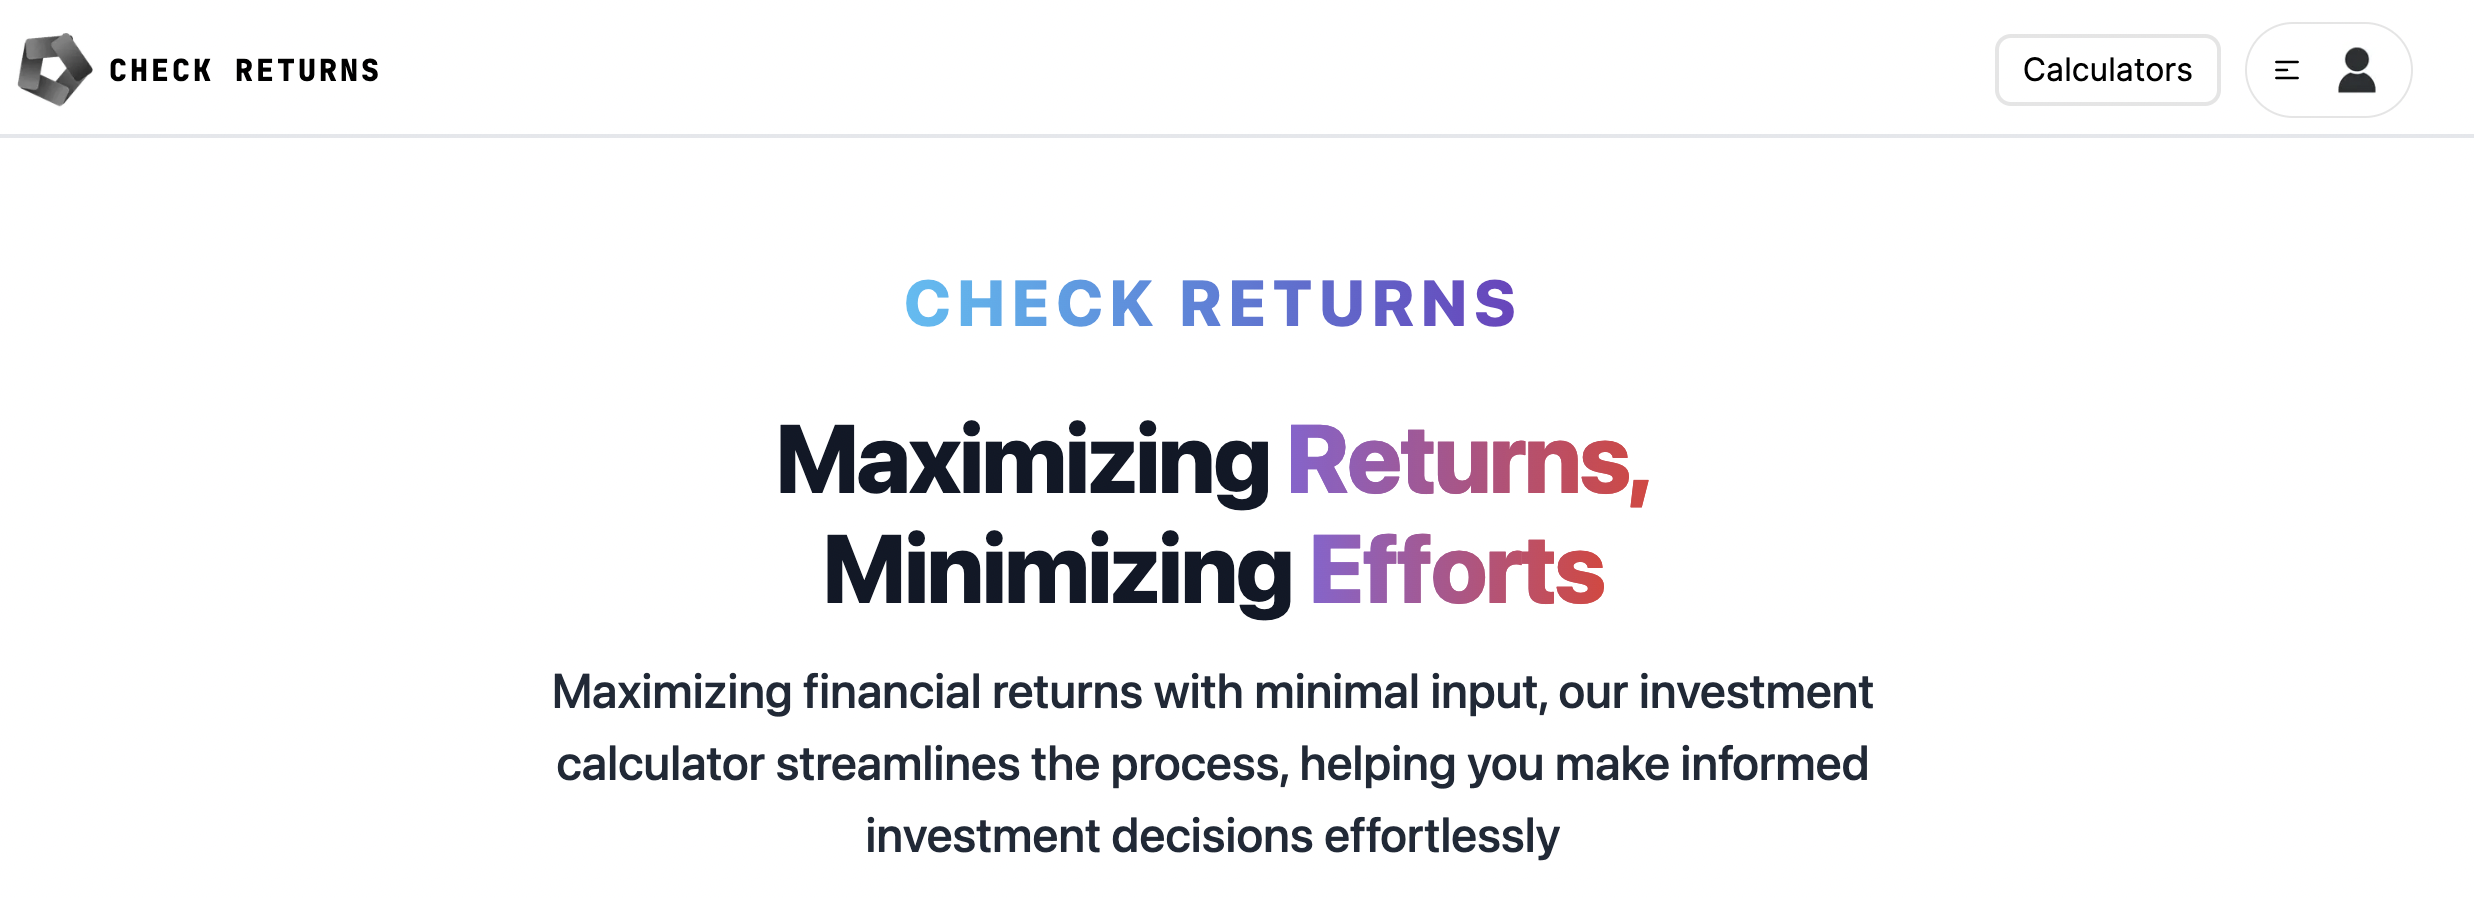 CHECK RETURNS
Calculators
CHECK RETURNS
Maximizing Returns,
Minimizing Efforts
Maximizing financial returns with minimal input, our investment
calculator streamlines the process, helping you make informed
investment decisions effortlessly